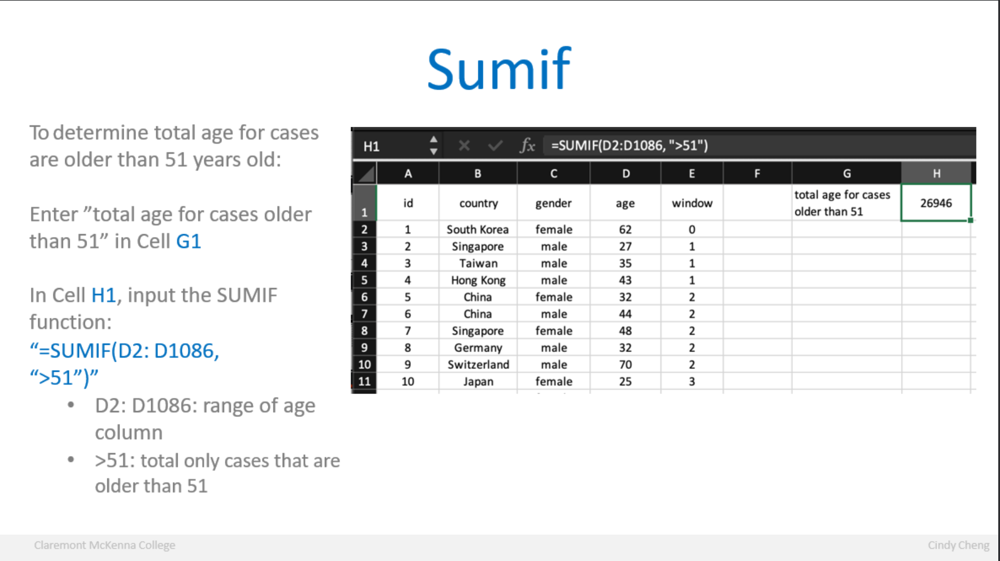 Sumif
To determine total age for cases
are older than 51 years old:
Enter ”total age for cases older
than 51” in Cell G1
In Cell H1, input the SUMIF
function:
“=SUMIF(D2: D1086,
“>51”)”
• D2: D1086: range of age
column
• >51: total only cases that are
older than 51
H1 fx =SUMIF(D2:D1086, ">51")
A B C D E F G H
1 id country gender age window total age for cases older than 51 26946
2 1 South Korea female 62 0
3 2 Singapore male 27 1
4 3 Taiwan male 35 1
5 4 Hong Kong male 43 1
6 5 China female 32 2
7 6 China male 44 2
8 7 Singapore female 48 2
9 8 Germany male 32 2
10 9 Switzerland male 70 2
11 10 Japan female 25 3
Claremont McKenna College
Cindy Cheng